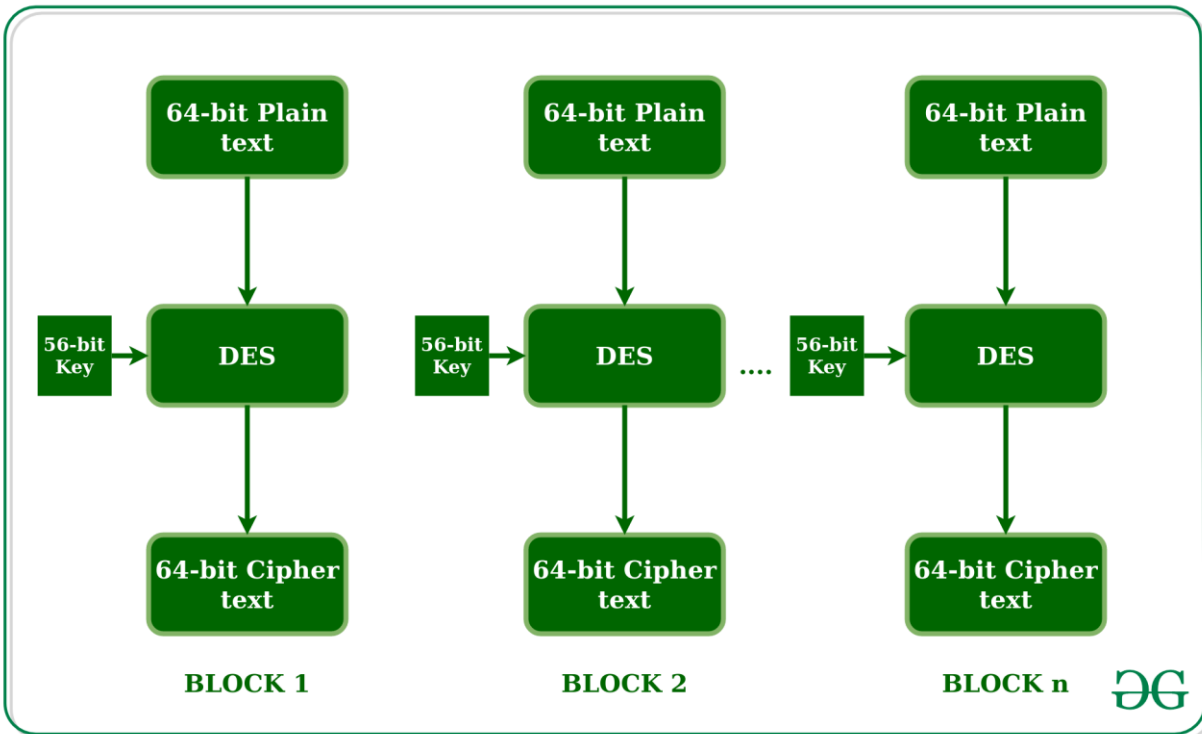 64-bit Plain
text
64-bit Plain
text
64-bit Plain
text
56-bit
Key
DES
56-bit
Key
DES
....
56-bit
Key
DES
64-bit Cipher
text
64-bit Cipher
text
64-bit Cipher
text
BLOCK 1
BLOCK 2
BLOCK n